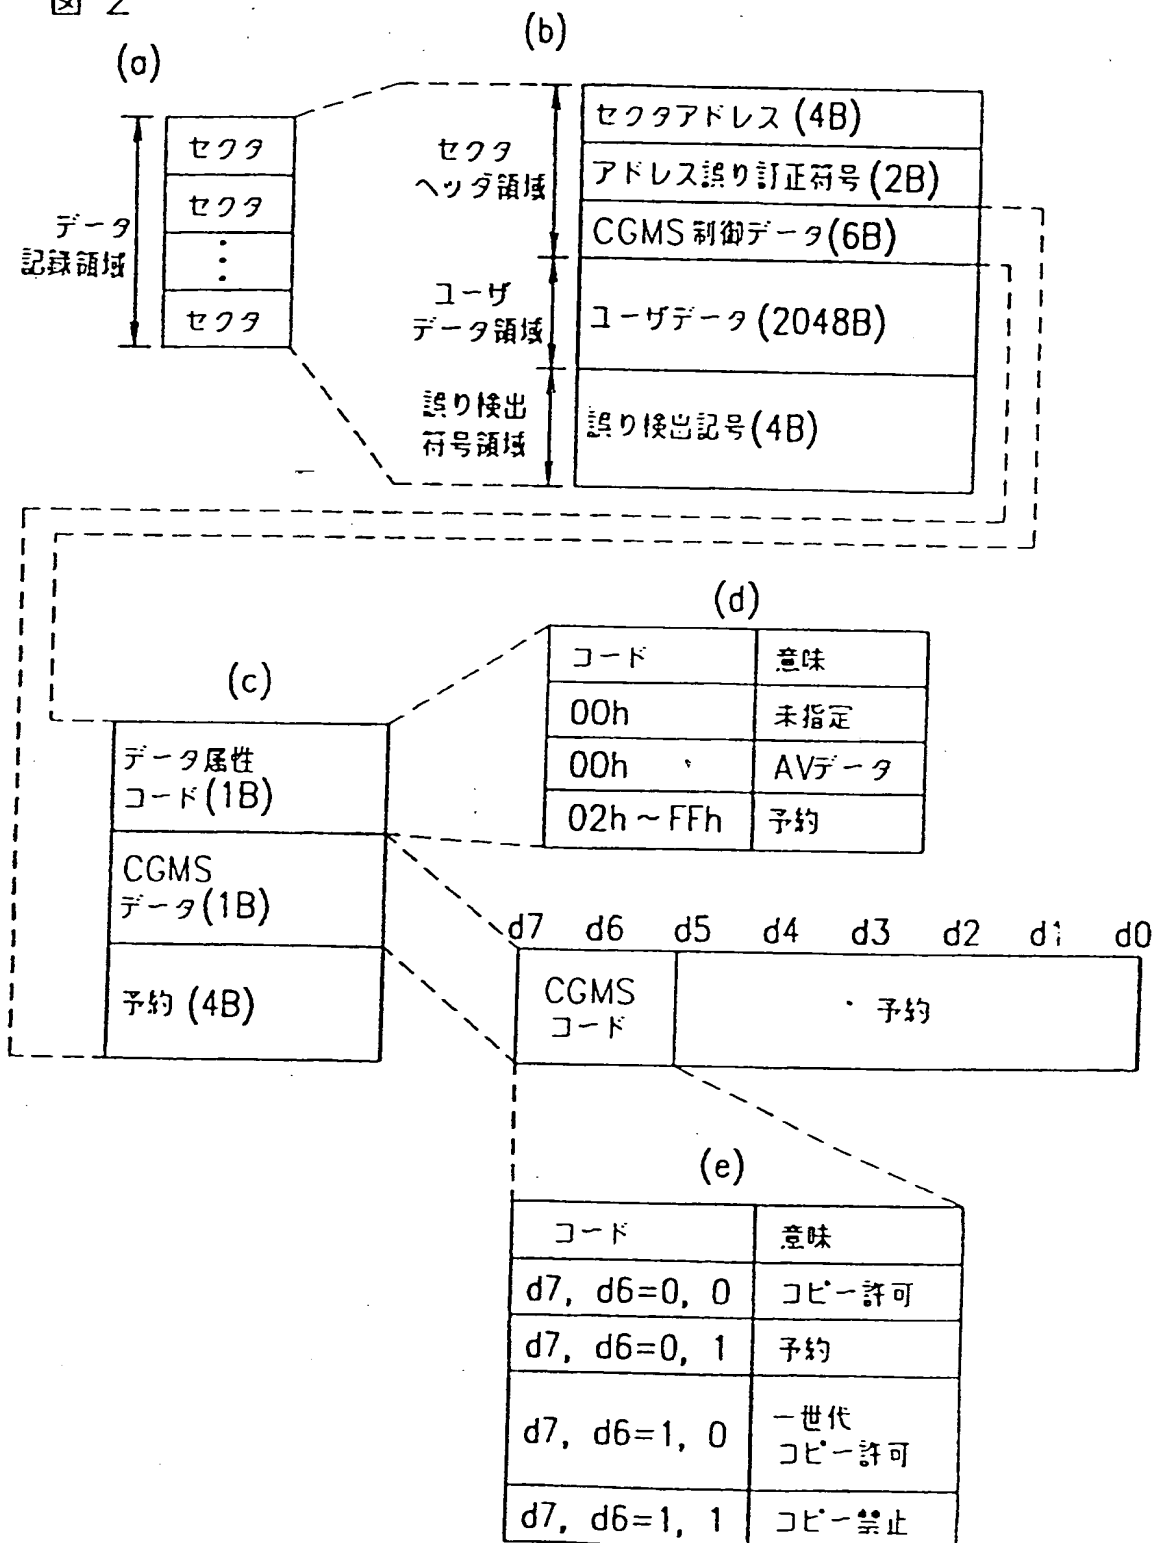 図 2
(a)
セクタ
セクタ
セクタ
データ
記録領域
(b)
セクタ
ヘッダ領域
ユーザ
データ領域
誤り検出
符号領域
セクタアドレス (4B)
アドレス誤り訂正符号 (2B)
CGMS 制御データ (6B)
ユーザデータ (2048B)
誤り検出記号 (4B)
(c)
データ属性
コード (1B)
CGMS
データ (1B)
予約 (4B)
(d)
コード 意味
00h 未指定
00h AVデータ
02h ~ FFh 予約
d7 d6 d5 d4 d3 d2 d1 d0
CGMS
コード
予約
(e)
コード 意味
d7, d6=0, 0 コピー許可
d7, d6=0, 1 予約
d7, d6=1, 0 一世代
コピー許可
d7, d6=1, 1 コピー禁止